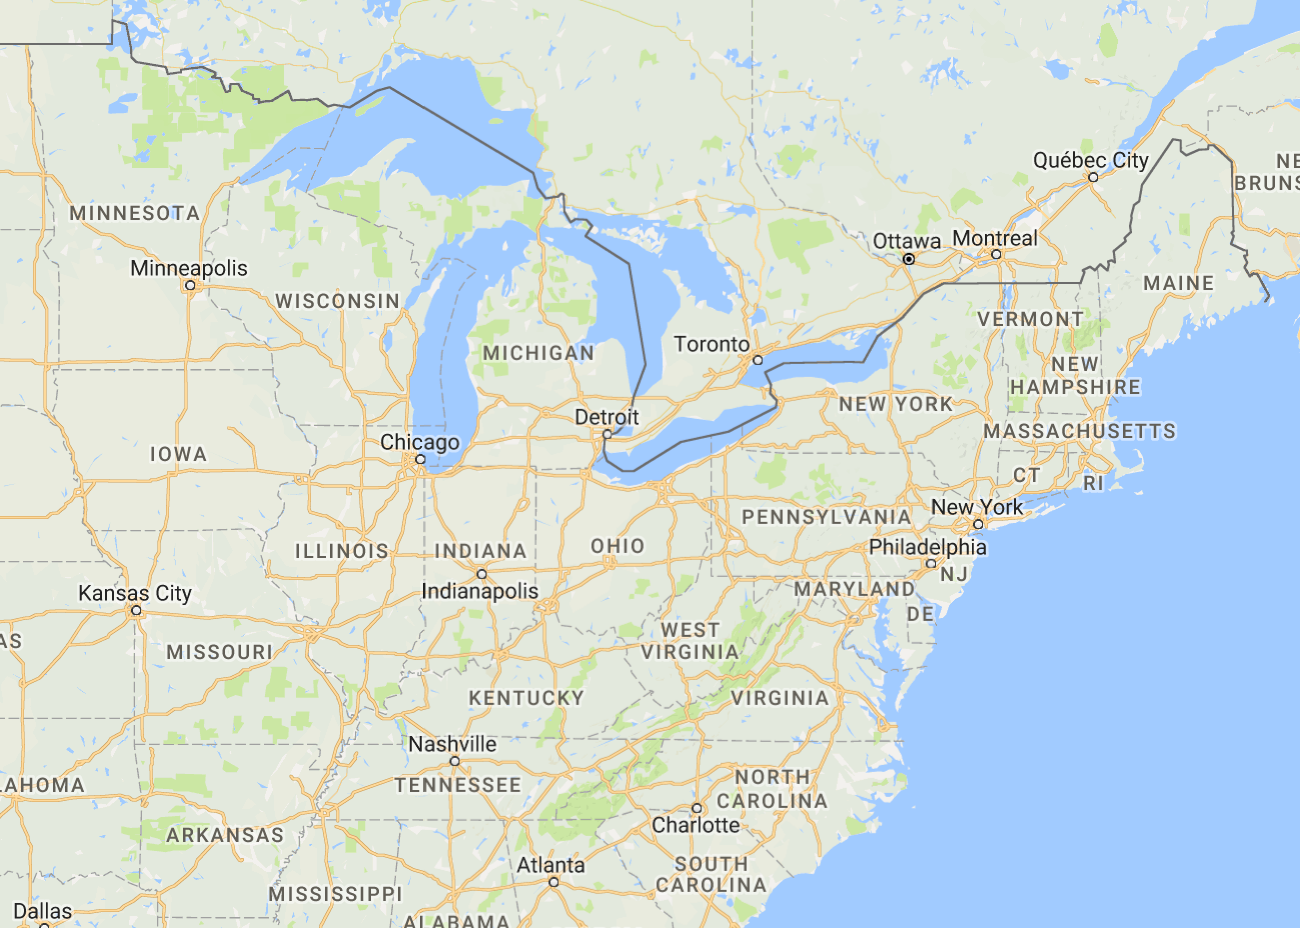 Québec City
NE
BRUNS
MINNESOTA
Ottawa
Montreal
Minneapolis
MAINE
WISCONSIN
VERMONT
Toronto
MICHIGAN
NEW
HAMPSHIRE
NEW YORK
Detroit
MASSACHUSETTS
Chicago
IOWA
CT
RI
New York
PENNSYLVANIA
OHIO
ILLINOIS
INDIANA
Philadelphia
NJ
Indianapolis
MARYLAND
Kansas City
DE
WEST
VIRGINIA
AS
MISSOURI
KENTUCKY
VIRGINIA
Nashville
LAHOMA
TENNESSEE
NORTH
CAROLINA
Charlotte
ARKANSAS
Atlanta
SOUTH
CAROLINA
MISSISSIPPI
Dallas
ALABAMA